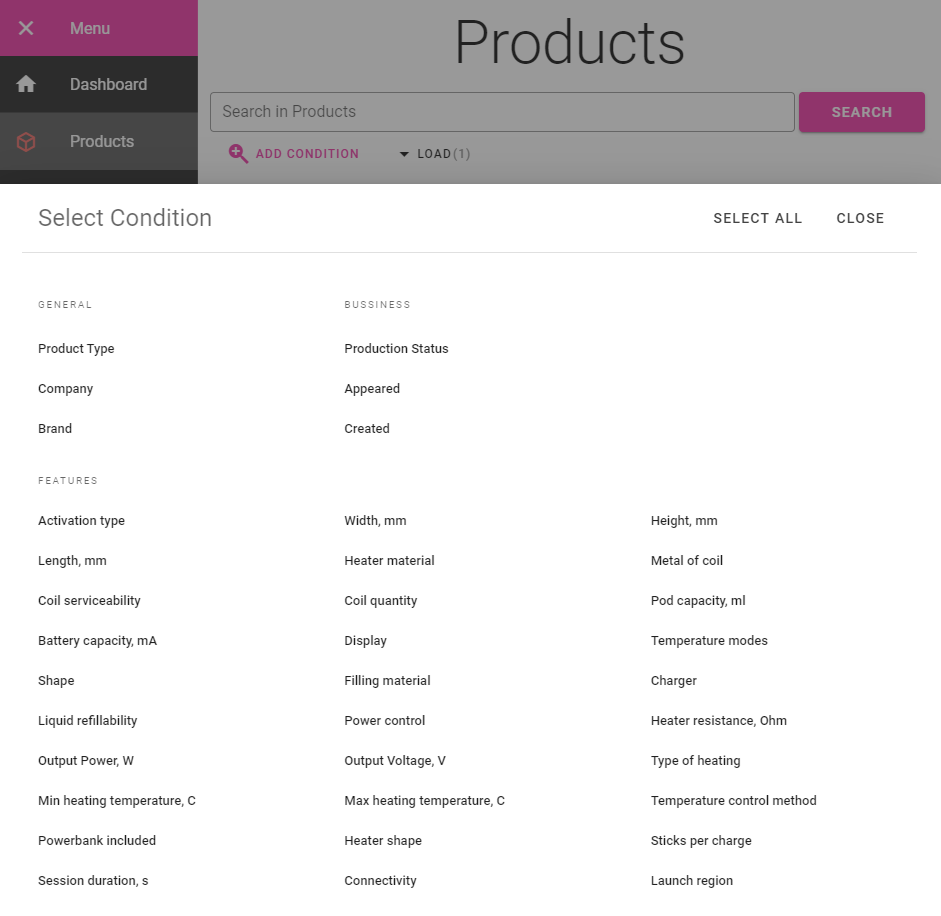 Menu
Dashboard
Products
Products
Search in Products
SEARCH
ADD CONDITION
LOAD(1)
Select Condition
SELECT ALL
CLOSE
GENERAL
BUSSINESS
Product Type
Production Status
Company
Appeared
Brand
Created
FEATURES
Activation type
Width, mm
Height, mm
Length, mm
Heater material
Metal of coil
Coil serviceability
Coil quantity
Pod capacity, ml
Battery capacity, mA
Display
Temperature modes
Shape
Filling material
Charger
Liquid refillability
Power control
Heater resistance, Ohm
Output Power, W
Output Voltage, V
Type of heating
Min heating temperature, C
Max heating temperature, C
Temperature control method
Powerbank included
Heater shape
Sticks per charge
Session duration, s
Connectivity
Launch region